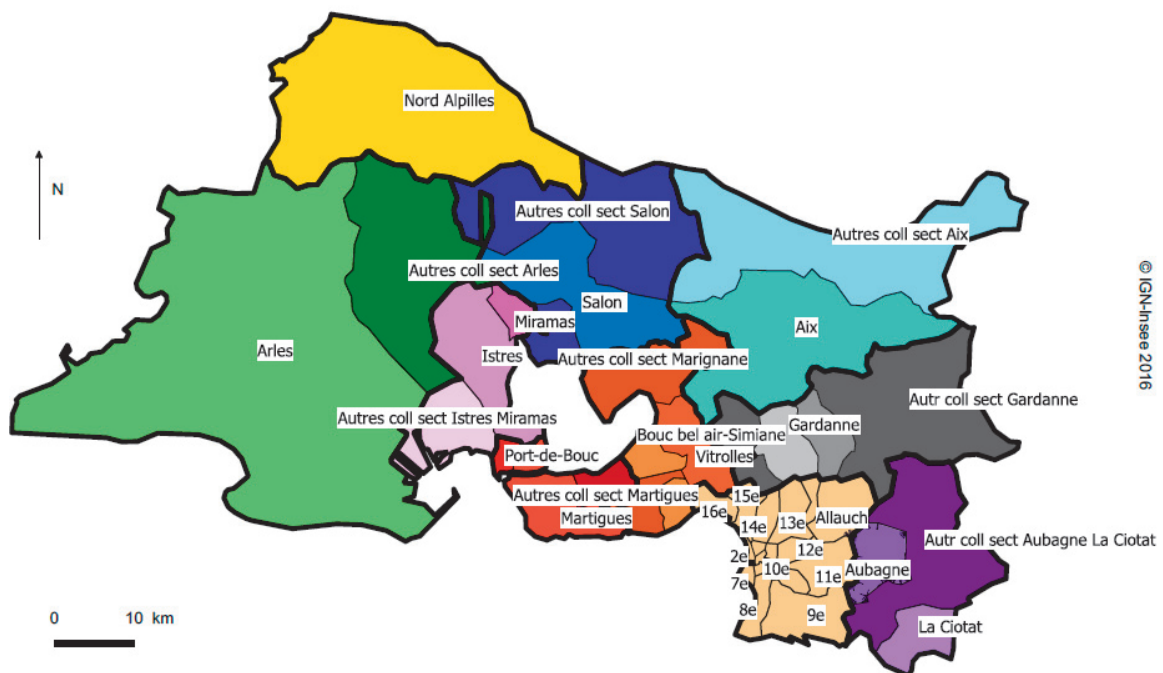 Nord Alpilles
N
Autres coll sect Salon
Autres coll sect Aix
Autres coll sect Arles
© IGN-Insee 2016
Salon
Miramas
Aix
Arles
Istres
Autres coll sect Marignane
Autr coll sect Gardanne
Autres coll sect Istres Miramas
Gardanne
Bouc bel air-Simiane
Port-de-Bouc
Vitrolles
Autres coll sect Martigues
15e
16e
Martigues
13e
Allauch
14e
Autr coll sect Aubagne La Ciotat
12e
2e
10e
Aubagne
11e
7e
8e
9e
0 10 km
La Ciotat